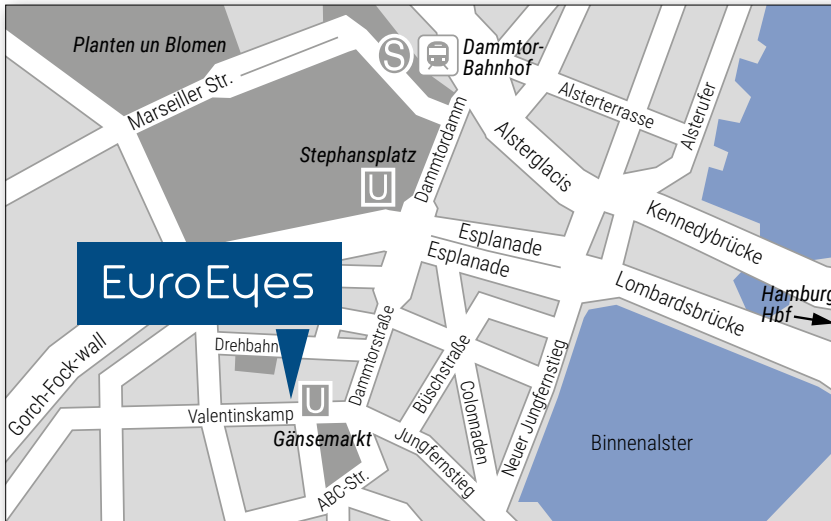 Planten un Blomen
S
Dammtor-
Bahnhof
Marseiller Str.
Alsterterrasse
Alsterufer
Stephansplatz
U
Dammtordamm
Alsterglacis
Kennedybrücke
Esplanade
Esplanade
EuroEyes
Lombardsbrücke
Hamburg
Hbf
Drehbahn
Gorch-Fock-wall
Dammtorstraße
Büschstraße
Colonnaden
Neuer Jungfernstieg
Valentinskamp
U
Gänsemarkt
Jungfernstieg
ABC-Str.
Binnenalster